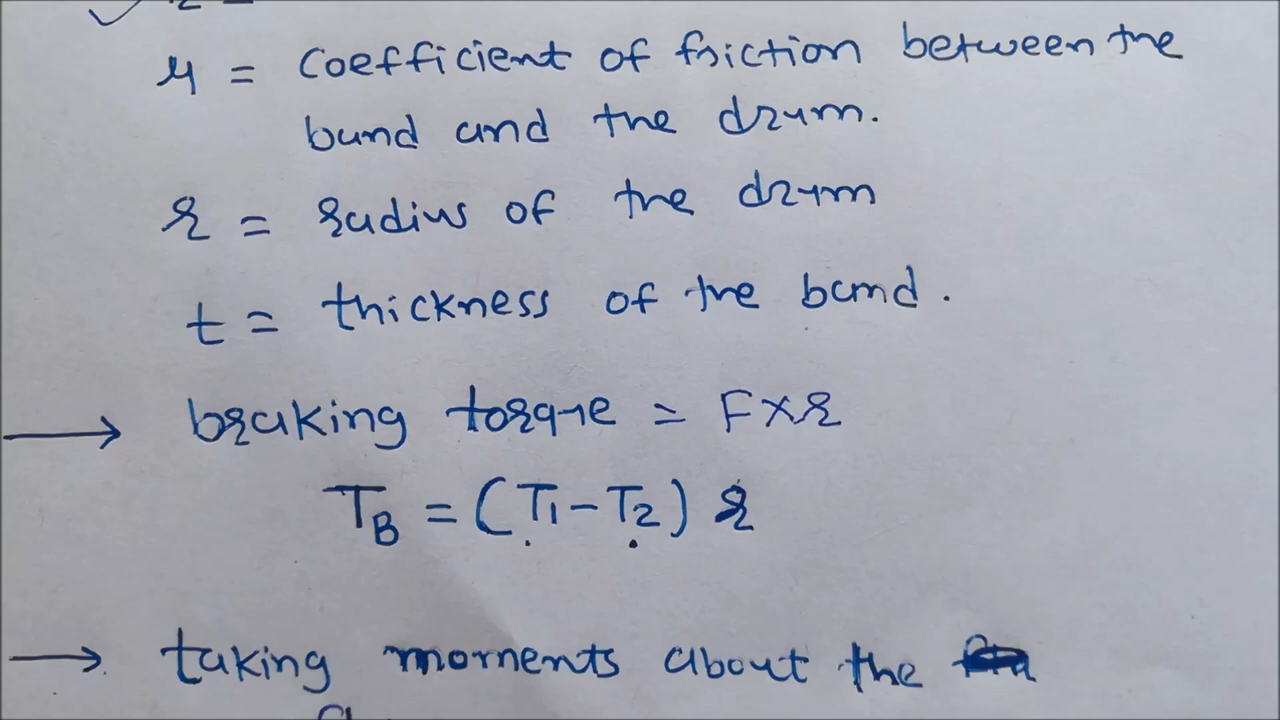 μ = coefficient of friction between the
band and the drum.
r = radius of the drum
t = thickness of the band.
→ braking torque = F×r
T_B = (T1-T2) r
→ taking moments about the